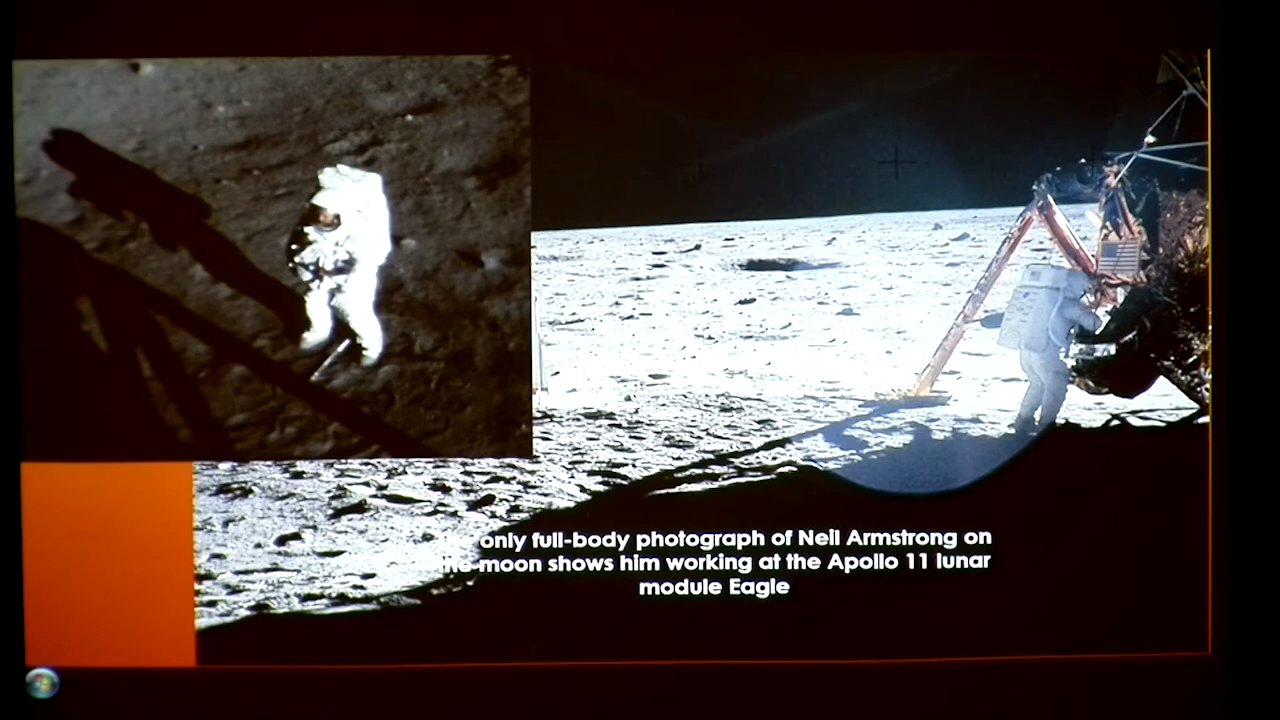 only full-body photograph of Neil Armstrong on
moon shows him working at the Apollo 11 lunar
module Eagle